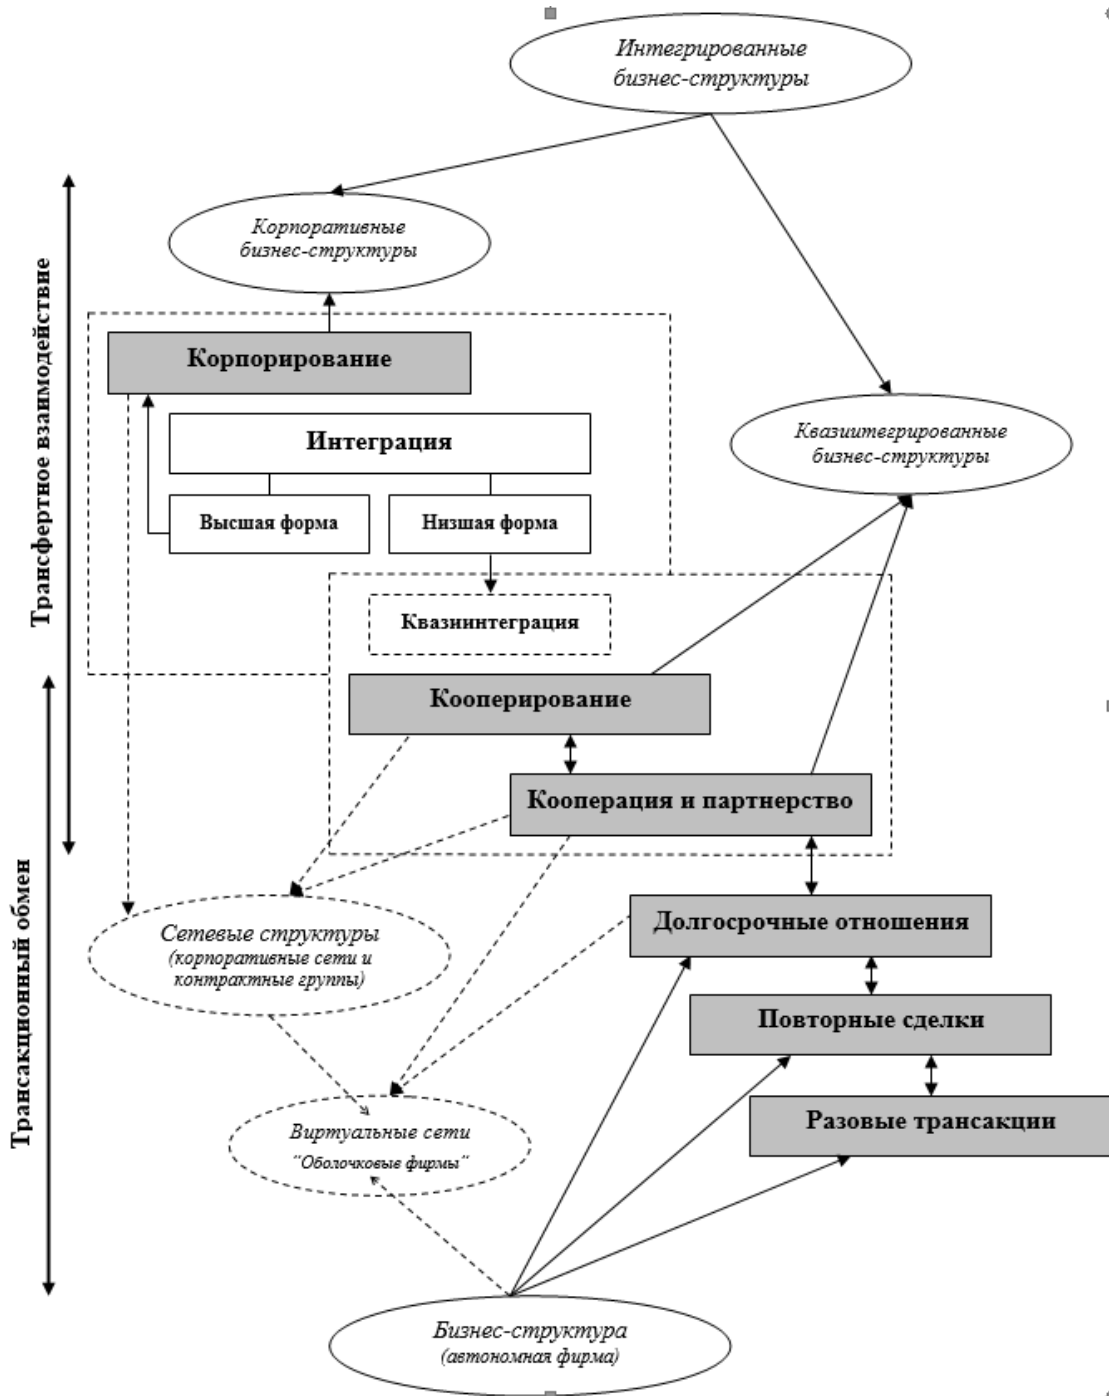 Интегрированные
бизнес-структуры
Корпоративные
бизнес-структуры
Трансфертное взаимодействие
Корпорирование
Интеграция
Квазиитегрированные
бизнес-структуры
Высшая форма
Низшая форма
Квазиинтеграция
Кооперирование
Кооперация и партнерство
Трансакционный обмен
Долгосрочные отношения
Сетевые структуры
(корпоративные сети и
контрактные группы)
Повторные сделки
Разовые трансакции
Виртуальные сети
"Оболочковые фирмы"
Бизнес-структура
(автономная фирма)